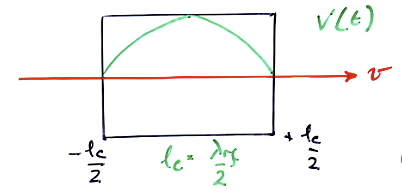 V(t)
v
-lc/2
lc = λrf/2
+ lc/2